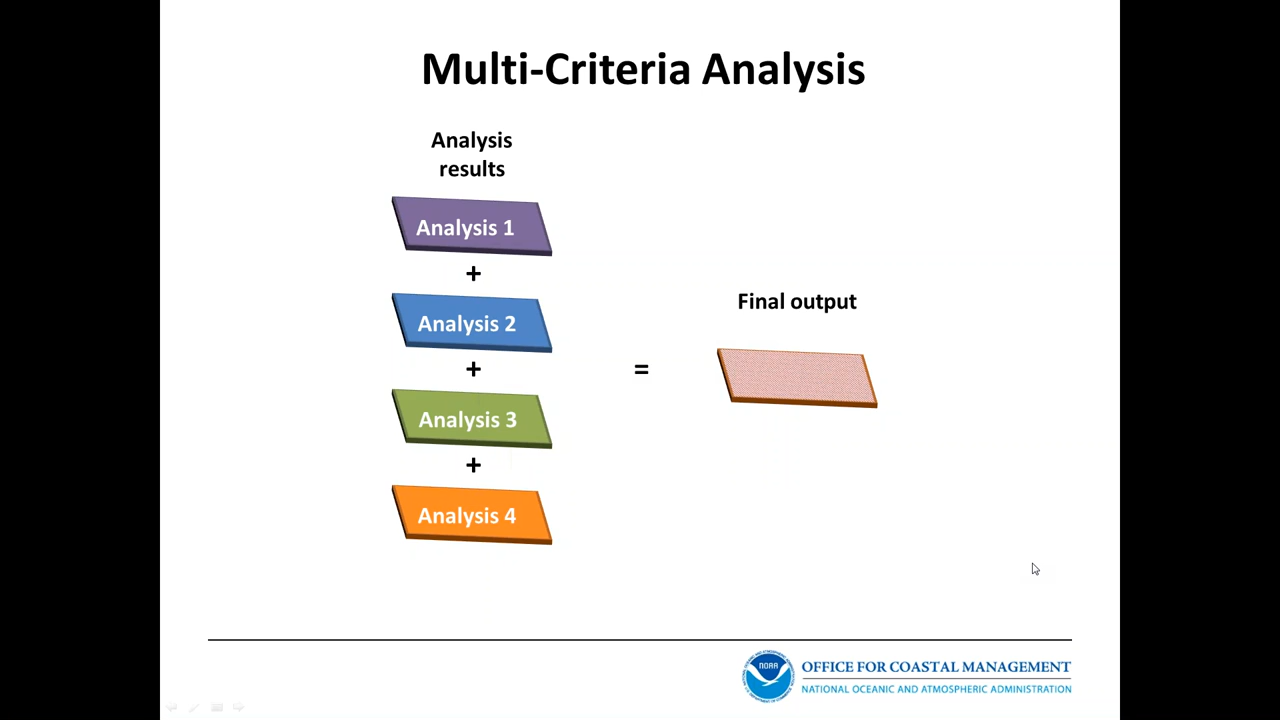 Multi-Criteria Analysis
Analysis
results
Analysis 1
+
Analysis 2
+
Analysis 3
+
Analysis 4
=
Final output
NOAA
OFFICE FOR COASTAL MANAGEMENT
NATIONAL OCEANIC AND ATMOSPHERIC ADMINISTRATION